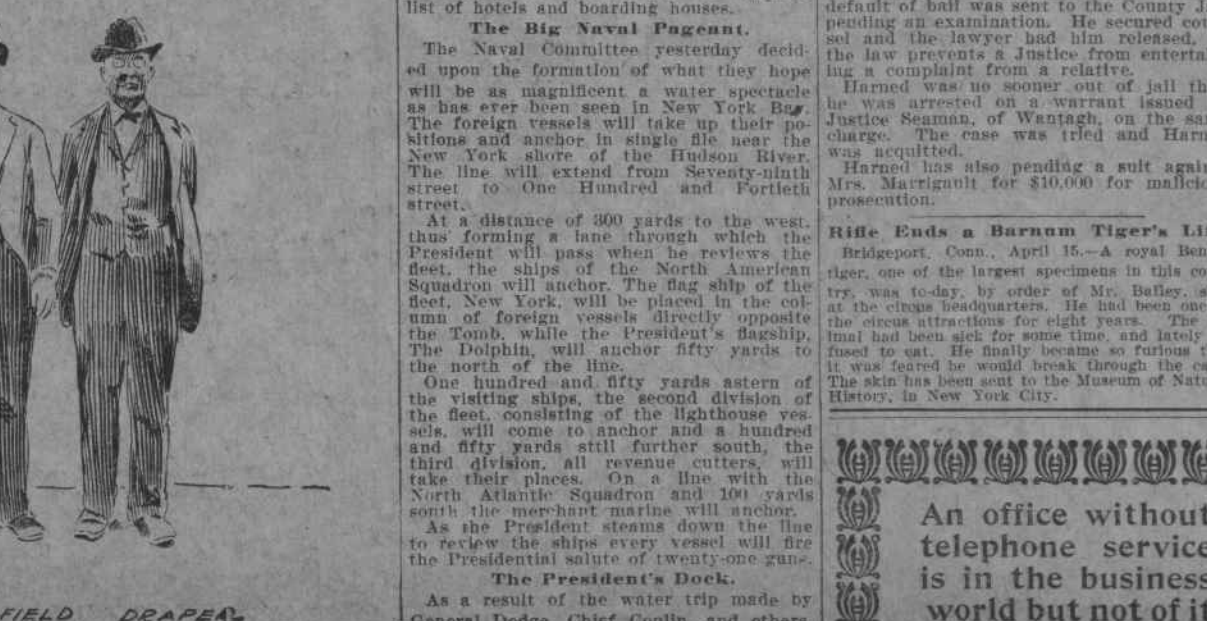 FIELD DRAPER
list of hotels and boarding houses.
The Big Naval Pageant.
The Naval Committee yesterday decid-
ed upon the formation of what they hope
will be as magnificent a water spectacle
as has ever been seen in New York Bay.
The foreign vessels will take up their po-
sitions and anchor in single file near the
New York shore of the Hudson River.
The line will extend from Seventy-ninth
street to One Hundred and Fortieth
street.
At a distance of 300 yards to the west,
thus forming a lane through which the
President will pass when he reviews the
fleet, the ships of the North American
Squadron will anchor. The flag ship of the
fleet, New York, will be placed in the col-
umn of foreign vessels directly opposite
the Tomb, while the President's flagship,
The Dolphin, will anchor fifty yards to
the north of the line.
One hundred and fifty yards astern of
the visiting ships, the second division of
the fleet, consisting of the lighthouse ves-
sels, will come to anchor and a hundred
and fifty yards still further south, the
third division, all revenue cutters, will
take their places. On a line with the
North Atlantic Squadron and 100 yards
south the merchant marine will anchor.
As the President steams down the line
to review the ships every vessel will fire
the Presidential salute of twenty-one guns.
The President's Dock.
As a result of the water trip made by
General Dodge, Chief Conlin, and others,
default of bail was sent to the County
pending an examination. He secured
sel and the lawyer had him released,
the law prevents a Justice from
ing a complaint from a relative.
Harned was no sooner out of jail
he was arrested on a warrant issued
Justice Seaman, of Wantagh, on the
charge. The case was tried and
was acquitted.
Harned has also pending a suit
Mrs. Marrigault for $10,000 for
prosecution.
Rifle Ends a Barnum Tiger's
Bridgeport, Conn., April 15.—A royal
tiger, one of the largest specimens in this
try, was to-day, by order of Mr. Bailey,
at the circus headquarters. He had been
the circus attractions for eight years. The
imal had been sick for some time, and lately
fused to eat. He finally became so furious
it was feared he would break through the
The skin has been sent to the Museum of
History, in New York City.
An office without
telephone service
is in the business
world but not of it